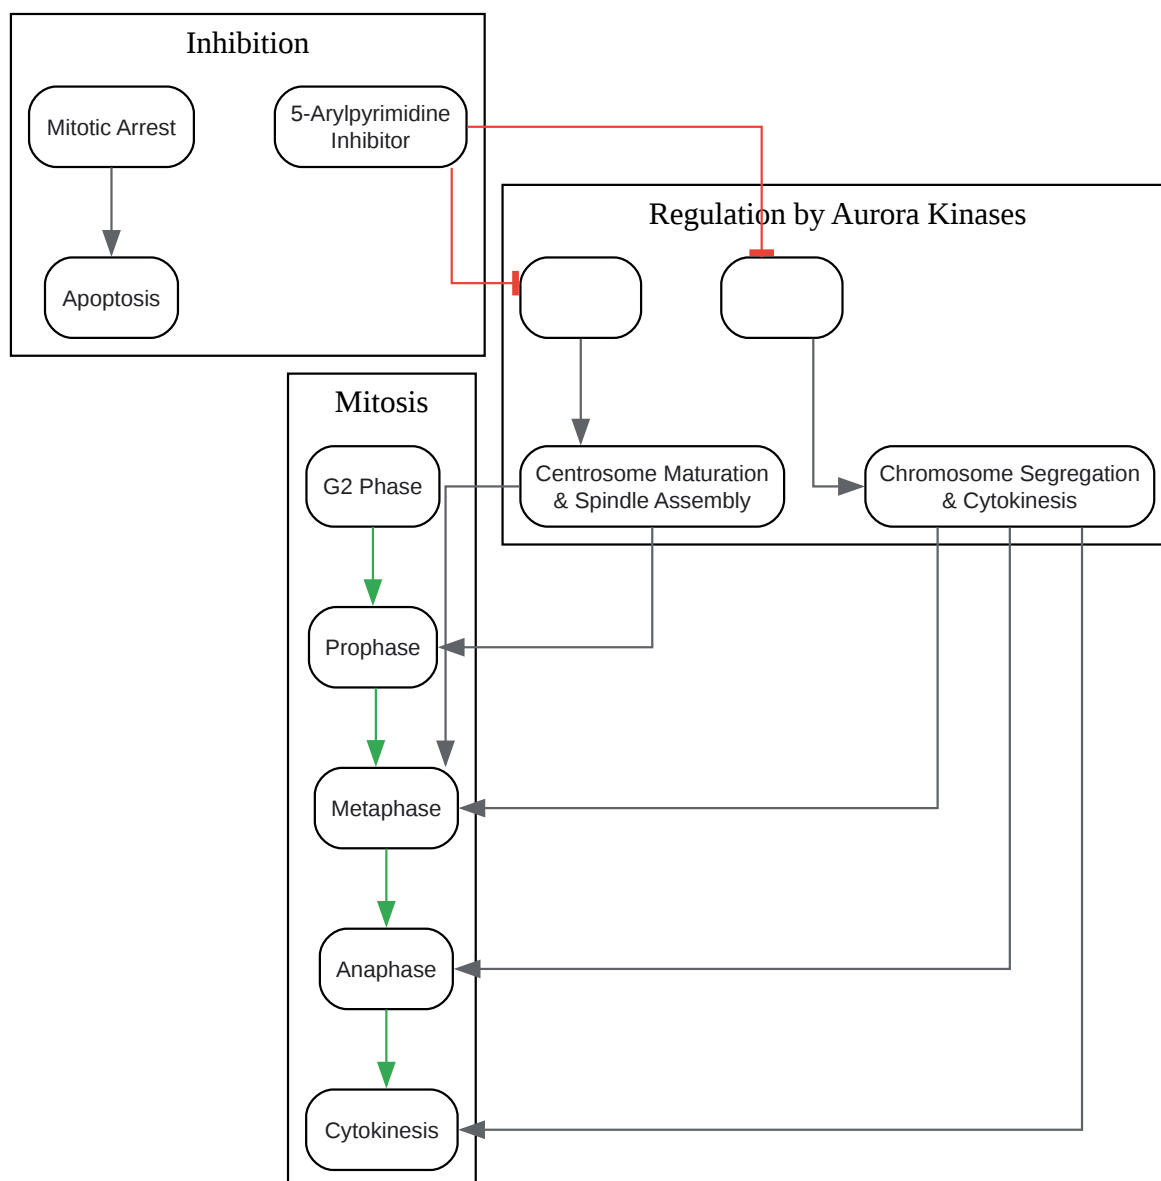 Inhibition
Mitotic Arrest
5-Arylpyrimidine
Inhibitor
Apoptosis
Regulation by Aurora Kinases
Centrosome Maturation
& Spindle Assembly
Chromosome Segregation
& Cytokinesis
Mitosis
G2 Phase
Prophase
Metaphase
Anaphase
Cytokinesis